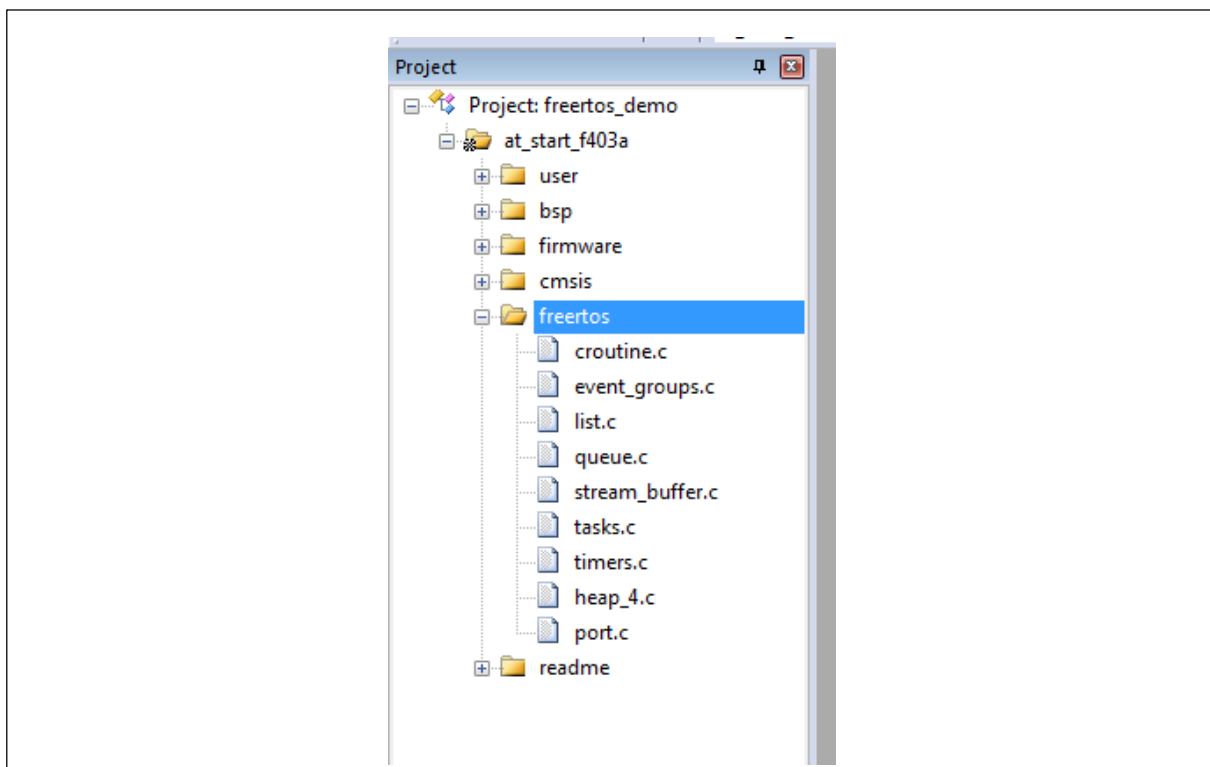 Project
Project: freertos_demo
at_start_f403a
user
bsp
firmware
cmsis
freertos
croutine.c
event_groups.c
list.c
queue.c
stream_buffer.c
tasks.c
timers.c
heap_4.c
port.c
readme